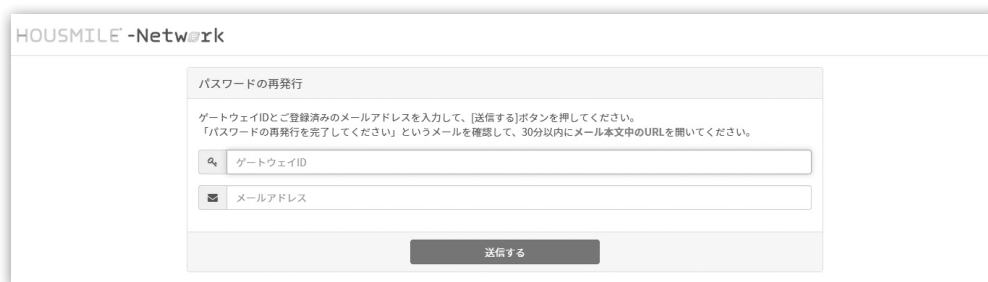 HOUSMILE -Network
パスワードの再発行
ゲートウェイIDとご登録済みのメールアドレスを入力して、[送信する]ボタンを押してください。
「パスワードの再発行を完了してください」というメールを確認して、30分以内にメール本文中のURLを開いてください。
ゲートウェイID
メールアドレス
送信する